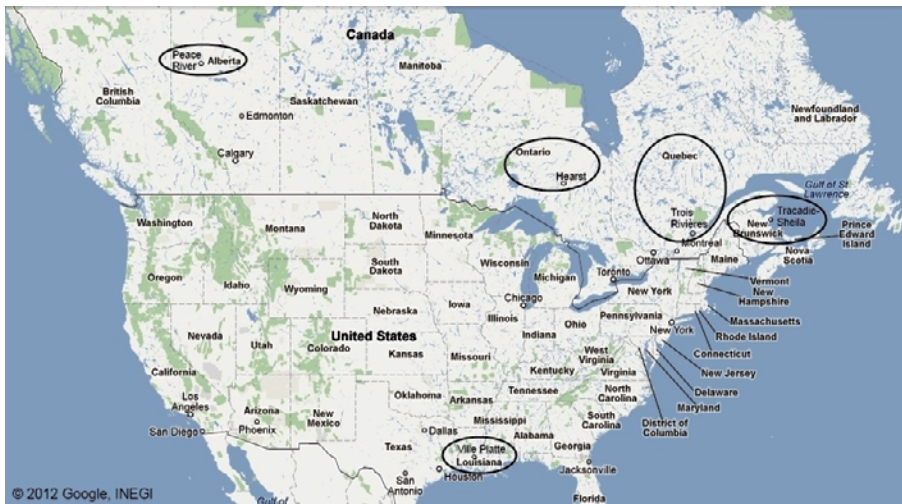 Canada
Peace
River
Alberta
Manitoba
British
Columbia
Saskatchewan
Edmonton
Calgary
Newfoundland
and Labrador
Ontario
Hearst
Quebec
Gulf of St.
Lawrence
Trois
Rivières
Tracadie-
Sheila
New
Brunswick
Prince
Edward
Island
Nova
Scotia
Montreal
Ottawa
Maine
Toronto
Vermont
New
Hampshire
Washington
Montana
North
Dakota
Minnesota
Oregon
Idaho
Wyoming
South
Dakota
Wisconsin
Michigan
New York
Massachusetts
Rhode Island
Connecticut
Nebraska
Iowa
Chicago
Illinois
Indiana
Ohio
Pennsylvania
New York
New Jersey
Delaware
Maryland
District of
Columbia
Nevada
Utah
Colorado
United States
Kansas
Missouri
West
Virginia
Virginia
Kentucky
California
Los
Angeles
San Diego
Arizona
Phoenix
New
Mexico
Oklahoma
Arkansas
Tennessee
North
Carolina
South
Carolina
Mississippi
Alabama
Georgia
Dallas
Texas
Ville Platte
Louisiana
Houston
San
Antonio
Jacksonville
Florida
Gulf of
© 2012 Google, INEGI